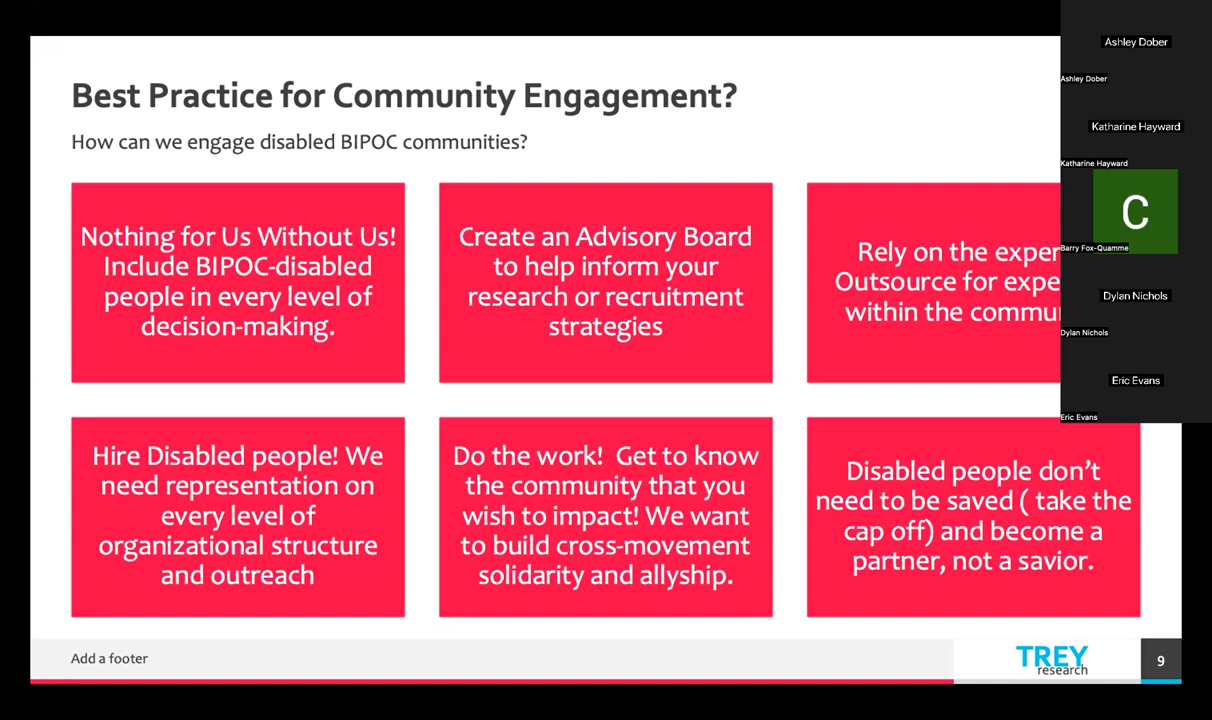 Best Practice for Community Engagement?
How can we engage disabled BIPOC communities?
Nothing for Us Without Us!
Include BIPOC-disabled
people in every level of
decision-making.
Create an Advisory Board
to help inform your
research or recruitment
strategies
Rely on the
Outsource for
within the
Hire Disabled people! We
need representation on
every level of
organizational structure
and outreach
Do the work!  Get to know
the community that you
wish to impact! We want
to build cross-movement
solidarity and allyship.
Disabled people don’t
need to be saved ( take the
cap off) and become a
partner, not a savior.
Add a footer
TREY
research
9
Ashley Dober
Ashley Dober
Katharine Hayward
Katharine Hayward
C
Barry Fox-Quamme
Dylan Nichols
Dylan Nichols
Eric Evans
Eric Evans